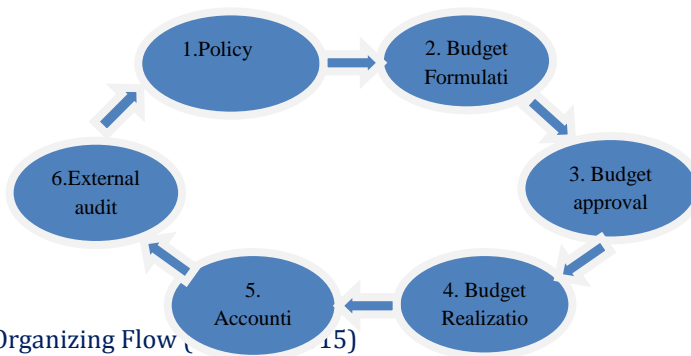 1.Policy
2. Budget
Formulati
3. Budget
approval
4. Budget
Realizatio
5.
Accounti
6.External
audit
Organizing Flow ( 15)